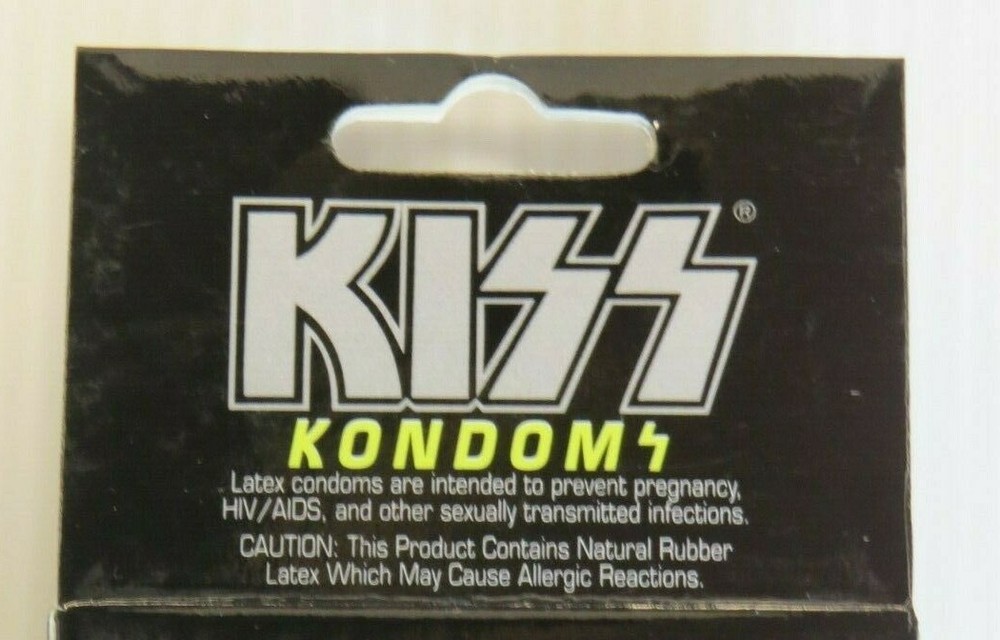 KISS®
KONDOMS
Latex condoms are intended to prevent pregnancy,
HIV/AIDS, and other sexually transmitted infections.
CAUTION: This Product Contains Natural Rubber
Latex Which May Cause Allergic Reactions.